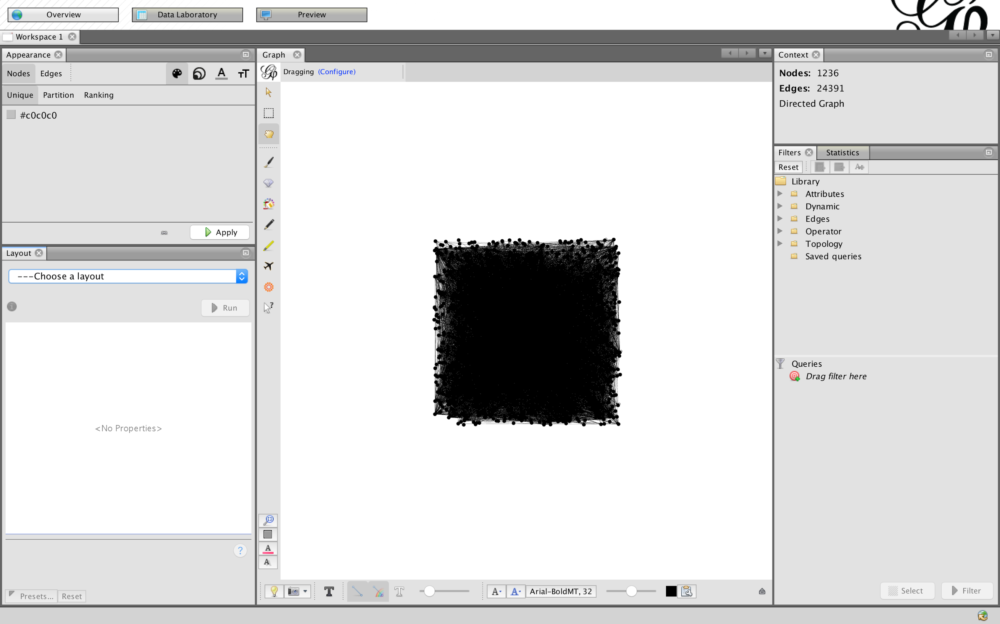 Overview
Data Laboratory
Preview
Workspace 1
Appearance
Nodes
Edges
A
TT
Unique
Partition
Ranking
#c0c0c0
Apply
Layout
---Choose a layout
Run
<No Properties>
?
Presets...
Reset
Graph
Dragging (Configure)
?
A
A
T
T
A
A
Arial-BoldMT, 32
Context
Nodes: 1236
Edges: 24391
Directed Graph
Filters
Statistics
Reset
Library
Attributes
Dynamic
Edges
Operator
Topology
Saved queries
Queries
Drag filter here
Select
Filter